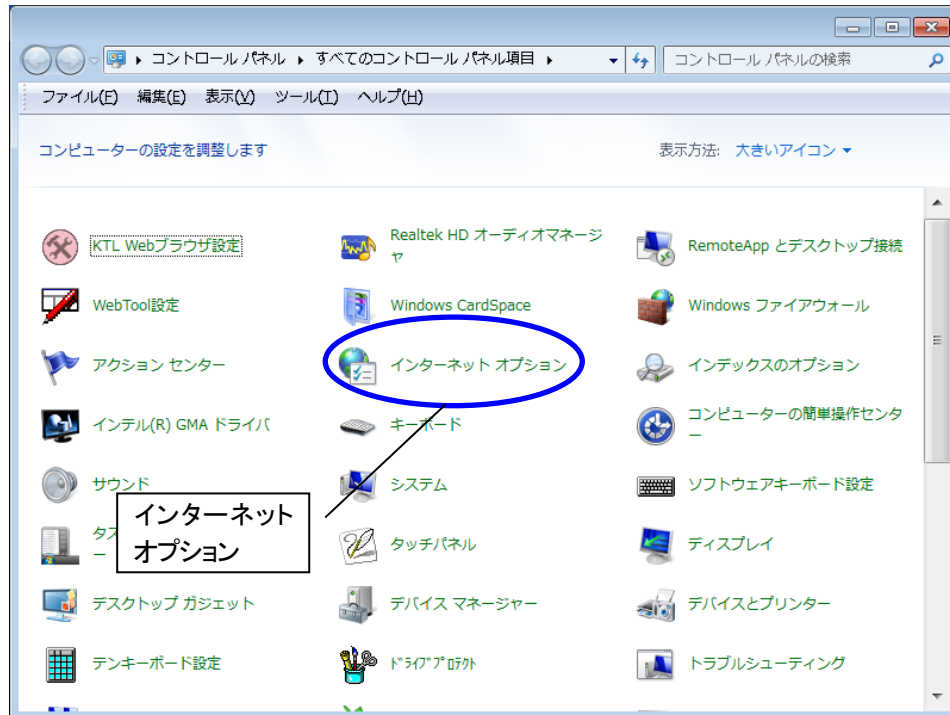 コントロール パネル ▸ すべてのコントロール パネル項目 ▸
コントロール パネルの検索
ファイル(F) 編集(E) 表示(V) ツール(T) ヘルプ(H)
コンピューターの設定を調整します
表示方法: 大きいアイコン
KTL Webブラウザ設定
Realtek HD オーディオマネージ
ャ
RemoteApp とデスクトップ接続
WebTool設定
Windows CardSpace
Windows ファイアウォール
アクション センター
インターネット オプション
インデックスのオプション
インテル(R) GMA ドライバ
キーボード
コンピューターの簡単操作センタ
ー
サウンド
システム
ソフトウェアキーボード設定
インターネット
オプション
タス
ー
タッチパネル
ディスプレイ
デスクトップ ガジェット
デバイス マネージャー
デバイスとプリンター
テンキーボード設定
ﾄﾞﾗｲﾌﾞﾌﾟﾛﾃｸﾄ
トラブルシューティング